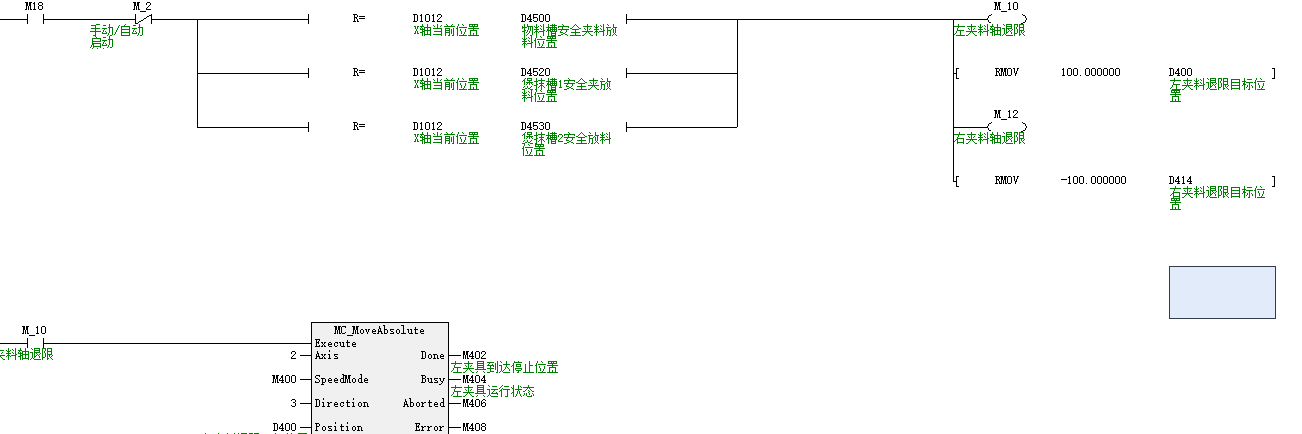 M18 M_2 M_10
R= D1012 D4500
手动/自动 X轴当前位置 物料槽安全夹料放 左夹料轴退限
启动 料位置
R= D1012 D4520 RMOV 100.000000 D400
X轴当前位置 煲抹槽1安全夹放 左夹料退限目标位
料位置 置
M_12
R= D1012 D4530
X轴当前位置 煲抹槽2安全放料 右夹料轴退限
位置
RMOV -100.000000 D414
右夹料退限目标位
置
M_10 MC_MoveAbsolute
Execute
夹料轴退限 2 Axis Done M402
左夹具到达停止位置
M400 SpeedMode Busy M404
左夹具运行状态
3 Direction Aborted M406
D400 Position Error M408